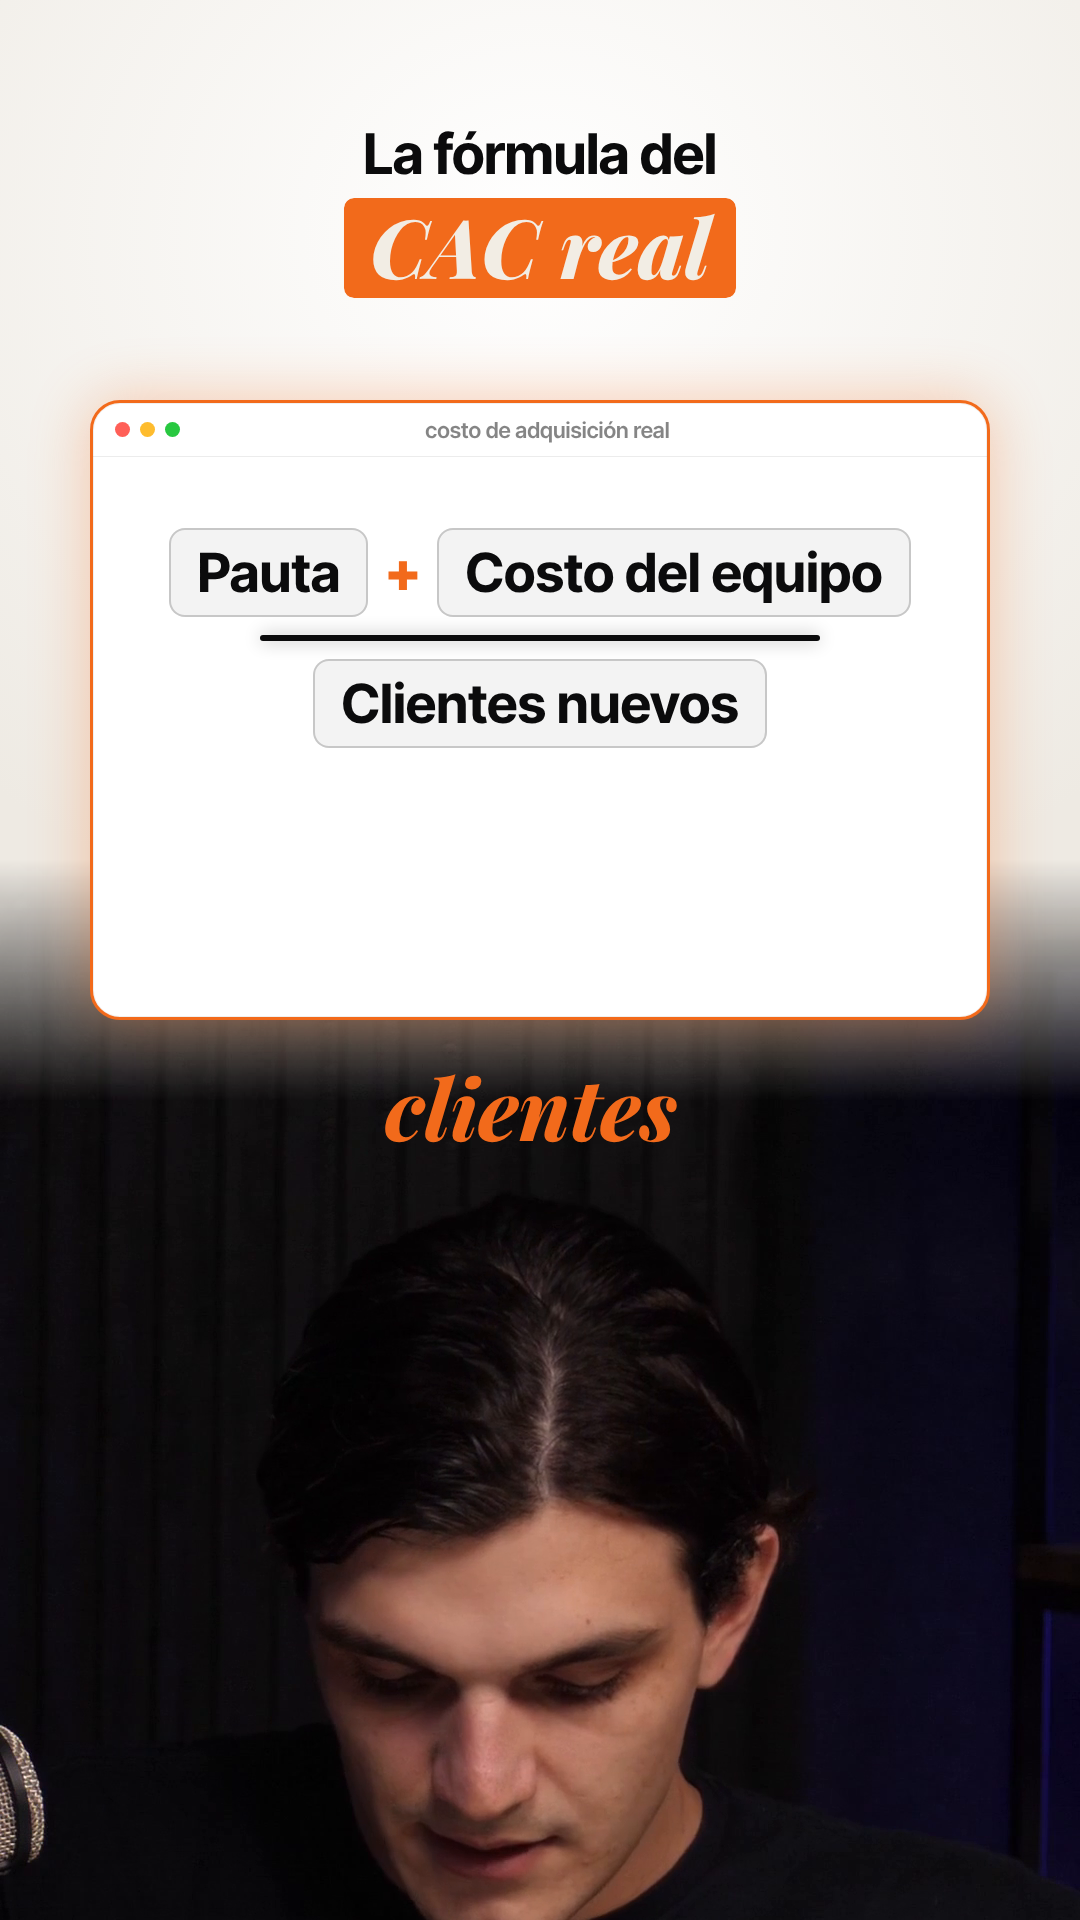 La fórmula del
CAC real
costo de adquisición real
Pauta + Costo del equipo
Clientes nuevos
clientes